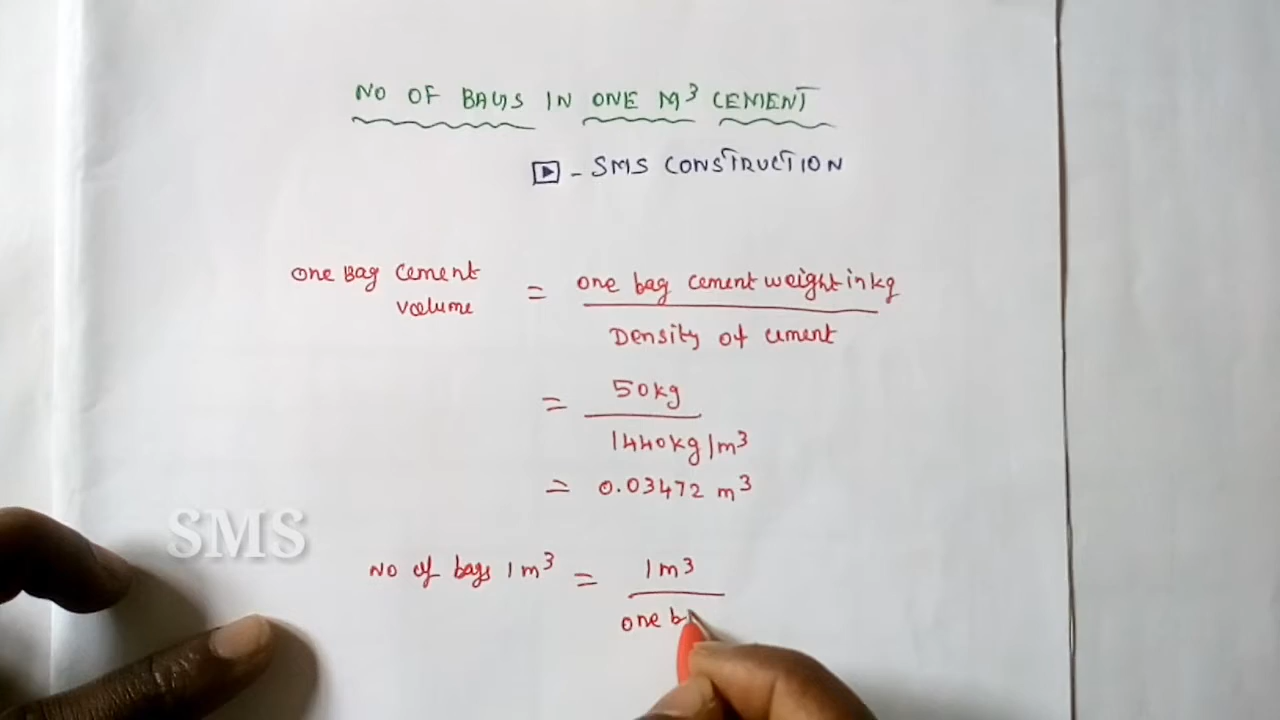 NO OF BAGS IN ONE M³ CEMENT
- SMS CONSTRUCTION
One Bag Cement volume = one bag cement weight in kg
Density of cement
= 50kg
1440kg/m³
= 0.03472 m³
SMS
No of bags 1m³ = 1m³
one b